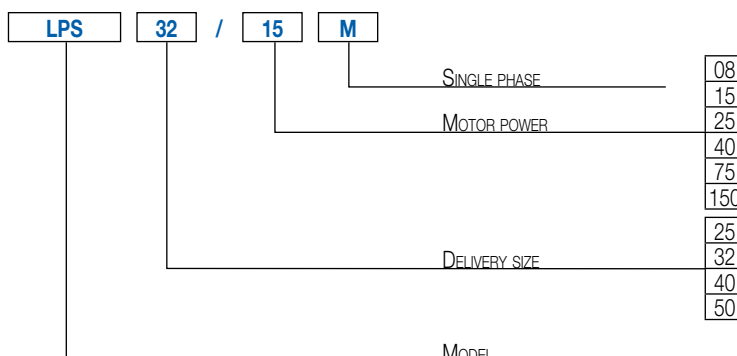 LPS 32 / 15 M
SINGLE PHASE
MOTOR POWER
08
15
25
40
75
150
DELIVERY SIZE
25
32
40
50
MODEL